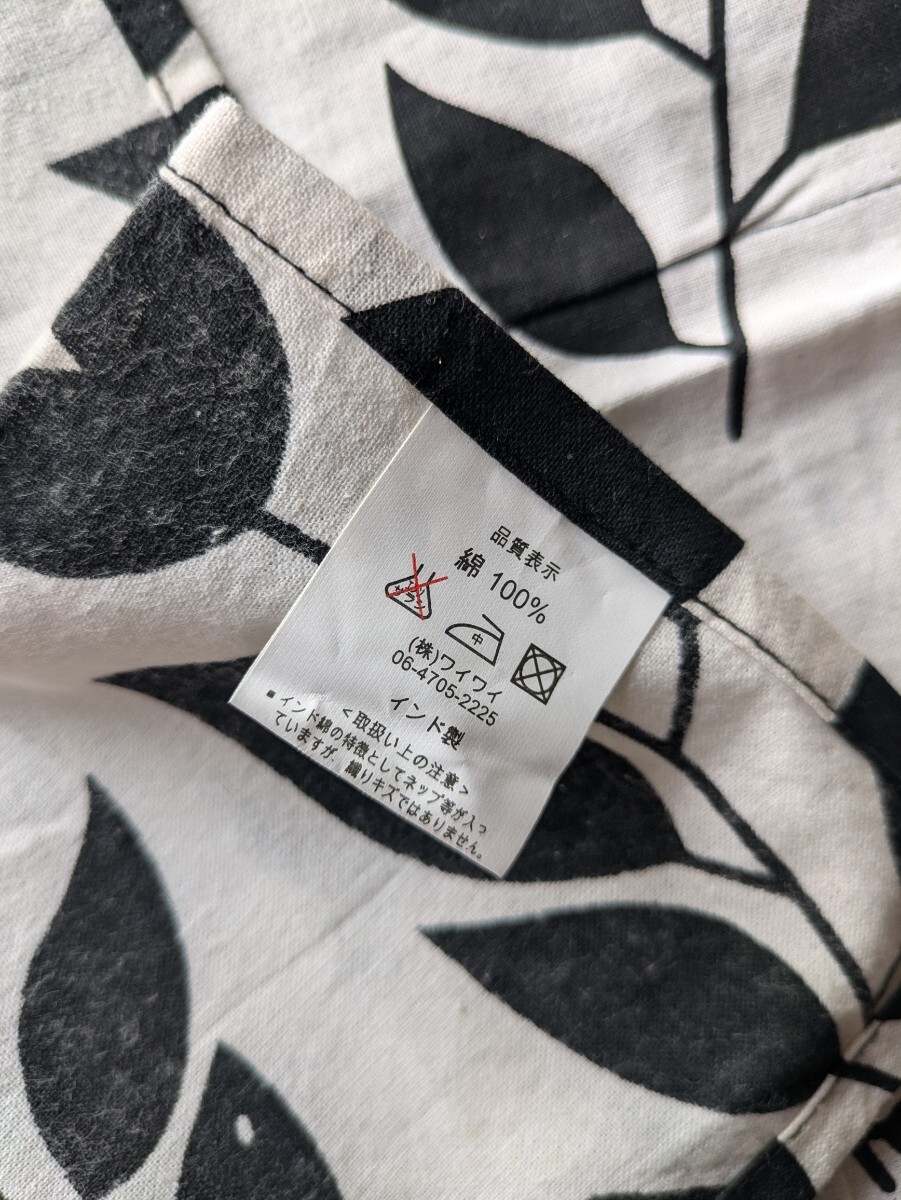 品質表示
綿 100%
中
(株)ワイワイ
06-4705-2225
インド製
<取扱い上の注意>
■ インド綿の特徴としてネップ等が入っ
ていますが、織りキズではありません。